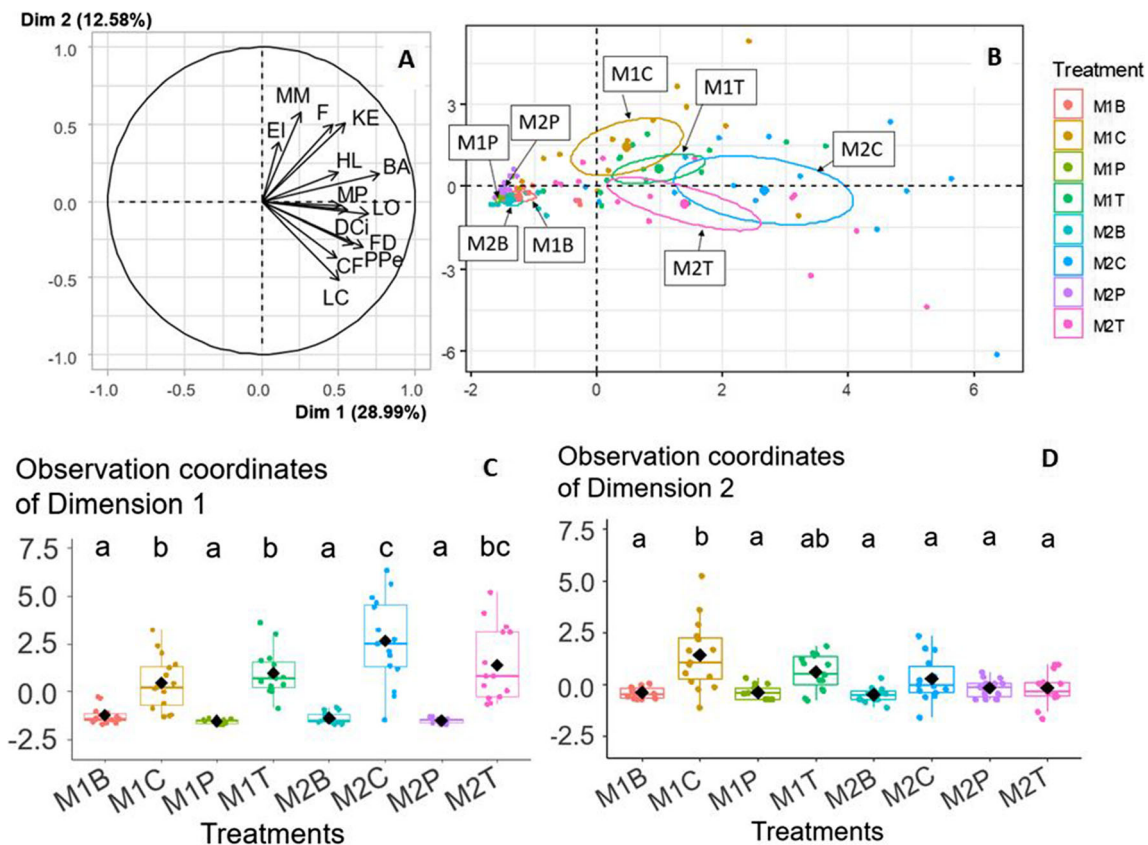 Dim 2 (12.58%)
A
1.0
0.5
0.0
-0.5
-1.0
MM
F
KE
EI
HL
BA
MP
LO
DCi
FD
CF
PPe
LC
-1.0 -0.5 0.0 0.5 1.0
Dim 1 (28.99%)
B
3
0
-3
-6
M1C
M1T
M2P
M1P
M2C
M2B
M1B
M2T
-2 0 2 4 6
Treatment
M1B
M1C
M1P
M1T
M2B
M2C
M2P
M2T
Observation coordinates
of Dimension 1
C
7.5
5.0
2.5
0.0
-2.5
a b a b a c a bc
M1B M1C M1P M1T M2B M2C M2P M2T
Treatments
Observation coordinates
of Dimension 2
D
7.5
5.0
2.5
0.0
-2.5
a b a ab a a a a
M1B M1C M1P M1T M2B M2C M2P M2T
Treatments